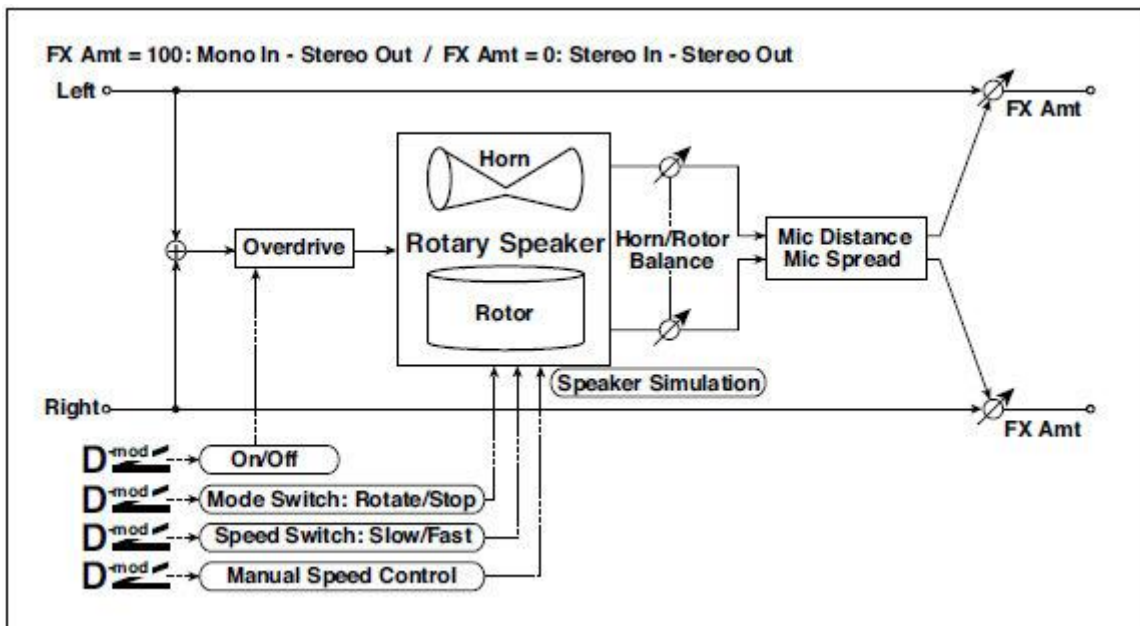 FX Amt = 100: Mono In - Stereo Out / FX Amt = 0: Stereo In - Stereo Out
Left
FX Amt
Horn
Overdrive
Rotary Speaker
Horn/Rotor
Balance
Mic Distance
Mic Spread
Rotor
Speaker Simulation
Right
FX Amt
D-mod
On/Off
D-mod
Mode Switch: Rotate/Stop
D-mod
Speed Switch: Slow/Fast
D-mod
Manual Speed Control